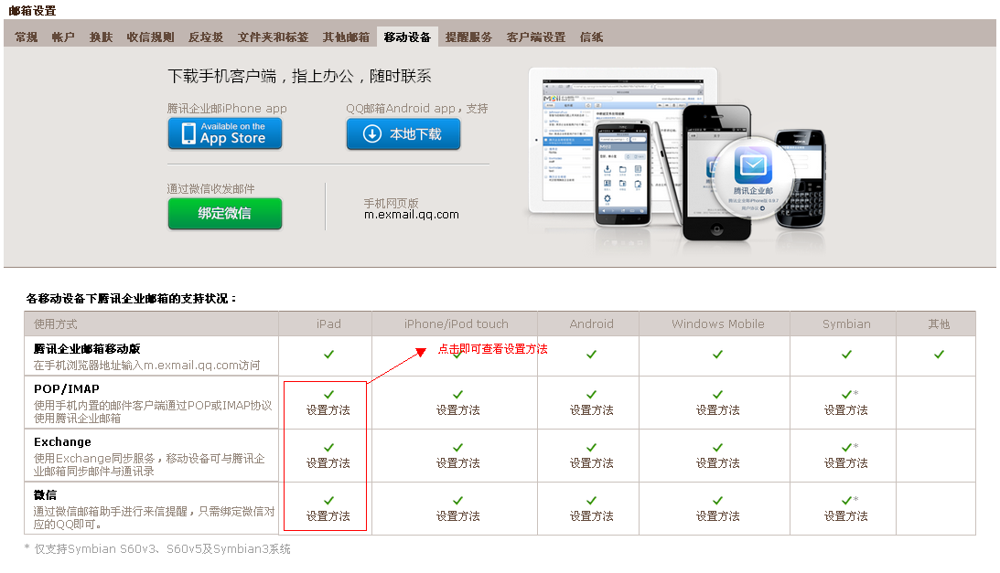 邮箱设置
常规 帐户 换肤 收信规则 反垃圾 文件夹和标签 其他邮箱 移动设备 提醒服务 客户端设置 信纸
下载手机客户端，指上办公，随时联系
腾讯企业邮iPhone app
QQ邮箱Android app，支持
Available on the
App Store
本地下载
通过微信收发邮件
绑定微信
手机网页版
m.exmail.qq.com
腾讯企业邮
各移动设备下腾讯企业邮箱的支持状况：
使用方式 iPad iPhone/iPod touch Android Windows Mobile Symbian 其他
腾讯企业邮箱移动版
在手机浏览器地址输入m.exmail.qq.com访问
点击即可查看设置方法
POP/IMAP
使用手机内置的邮件客户端通过POP或IMAP协议
使用腾讯企业邮箱
设置方法 设置方法 设置方法 设置方法 设置方法
Exchange
使用Exchange同步服务，移动设备可与腾讯企
业邮箱同步邮件与通讯录
设置方法 设置方法 设置方法 设置方法 设置方法
微信
通过微信邮箱助手进行来信提醒，只需绑定微信对
应的QQ即可。
设置方法 设置方法 设置方法 设置方法 设置方法
* 仅支持Symbian S60v3、S60v5及Symbian3系统